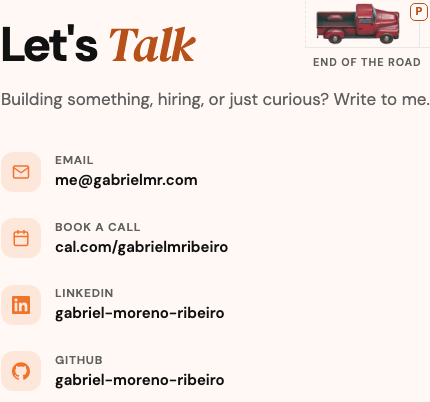 Let's Talk
P
END OF THE ROAD
Building something, hiring, or just curious? Write to me.
EMAIL
me@gabrielmr.com
BOOK A CALL
cal.com/gabrielmribeiro
LINKEDIN
gabriel-moreno-ribeiro
GITHUB
gabriel-moreno-ribeiro